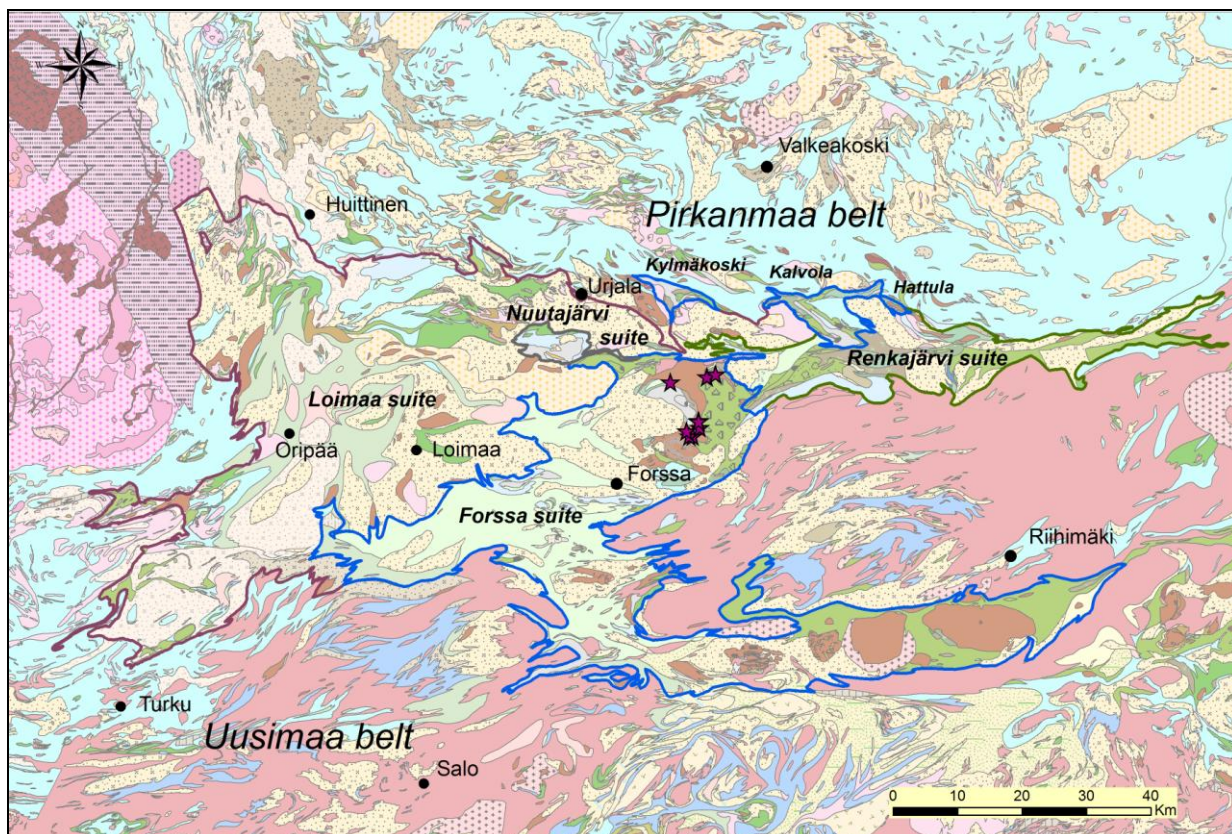 Valkeakoski
Huittinen
Pirkanmaa belt
Kylmäkoski
Kalvola
Hattula
Urjala
Nuutajärvi
suite
Renkajärvi suite
Loimaa suite
Oripää
Loimaa
Forssa
Forssa suite
Riihimäki
Turku
Uusimaa belt
Salo
0 10 20 30 40
Km